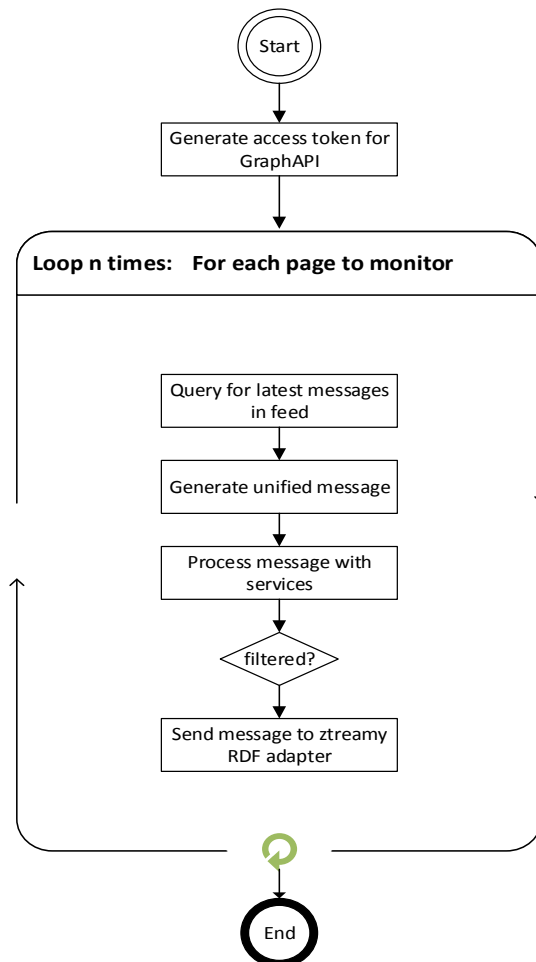 Start
Generate access token for
GraphAPI
Loop n times: For each page to monitor
Query for latest messages
in feed
Generate unified message
Process message with
services
filtered?
Send message to ztreamy
RDF adapter
End